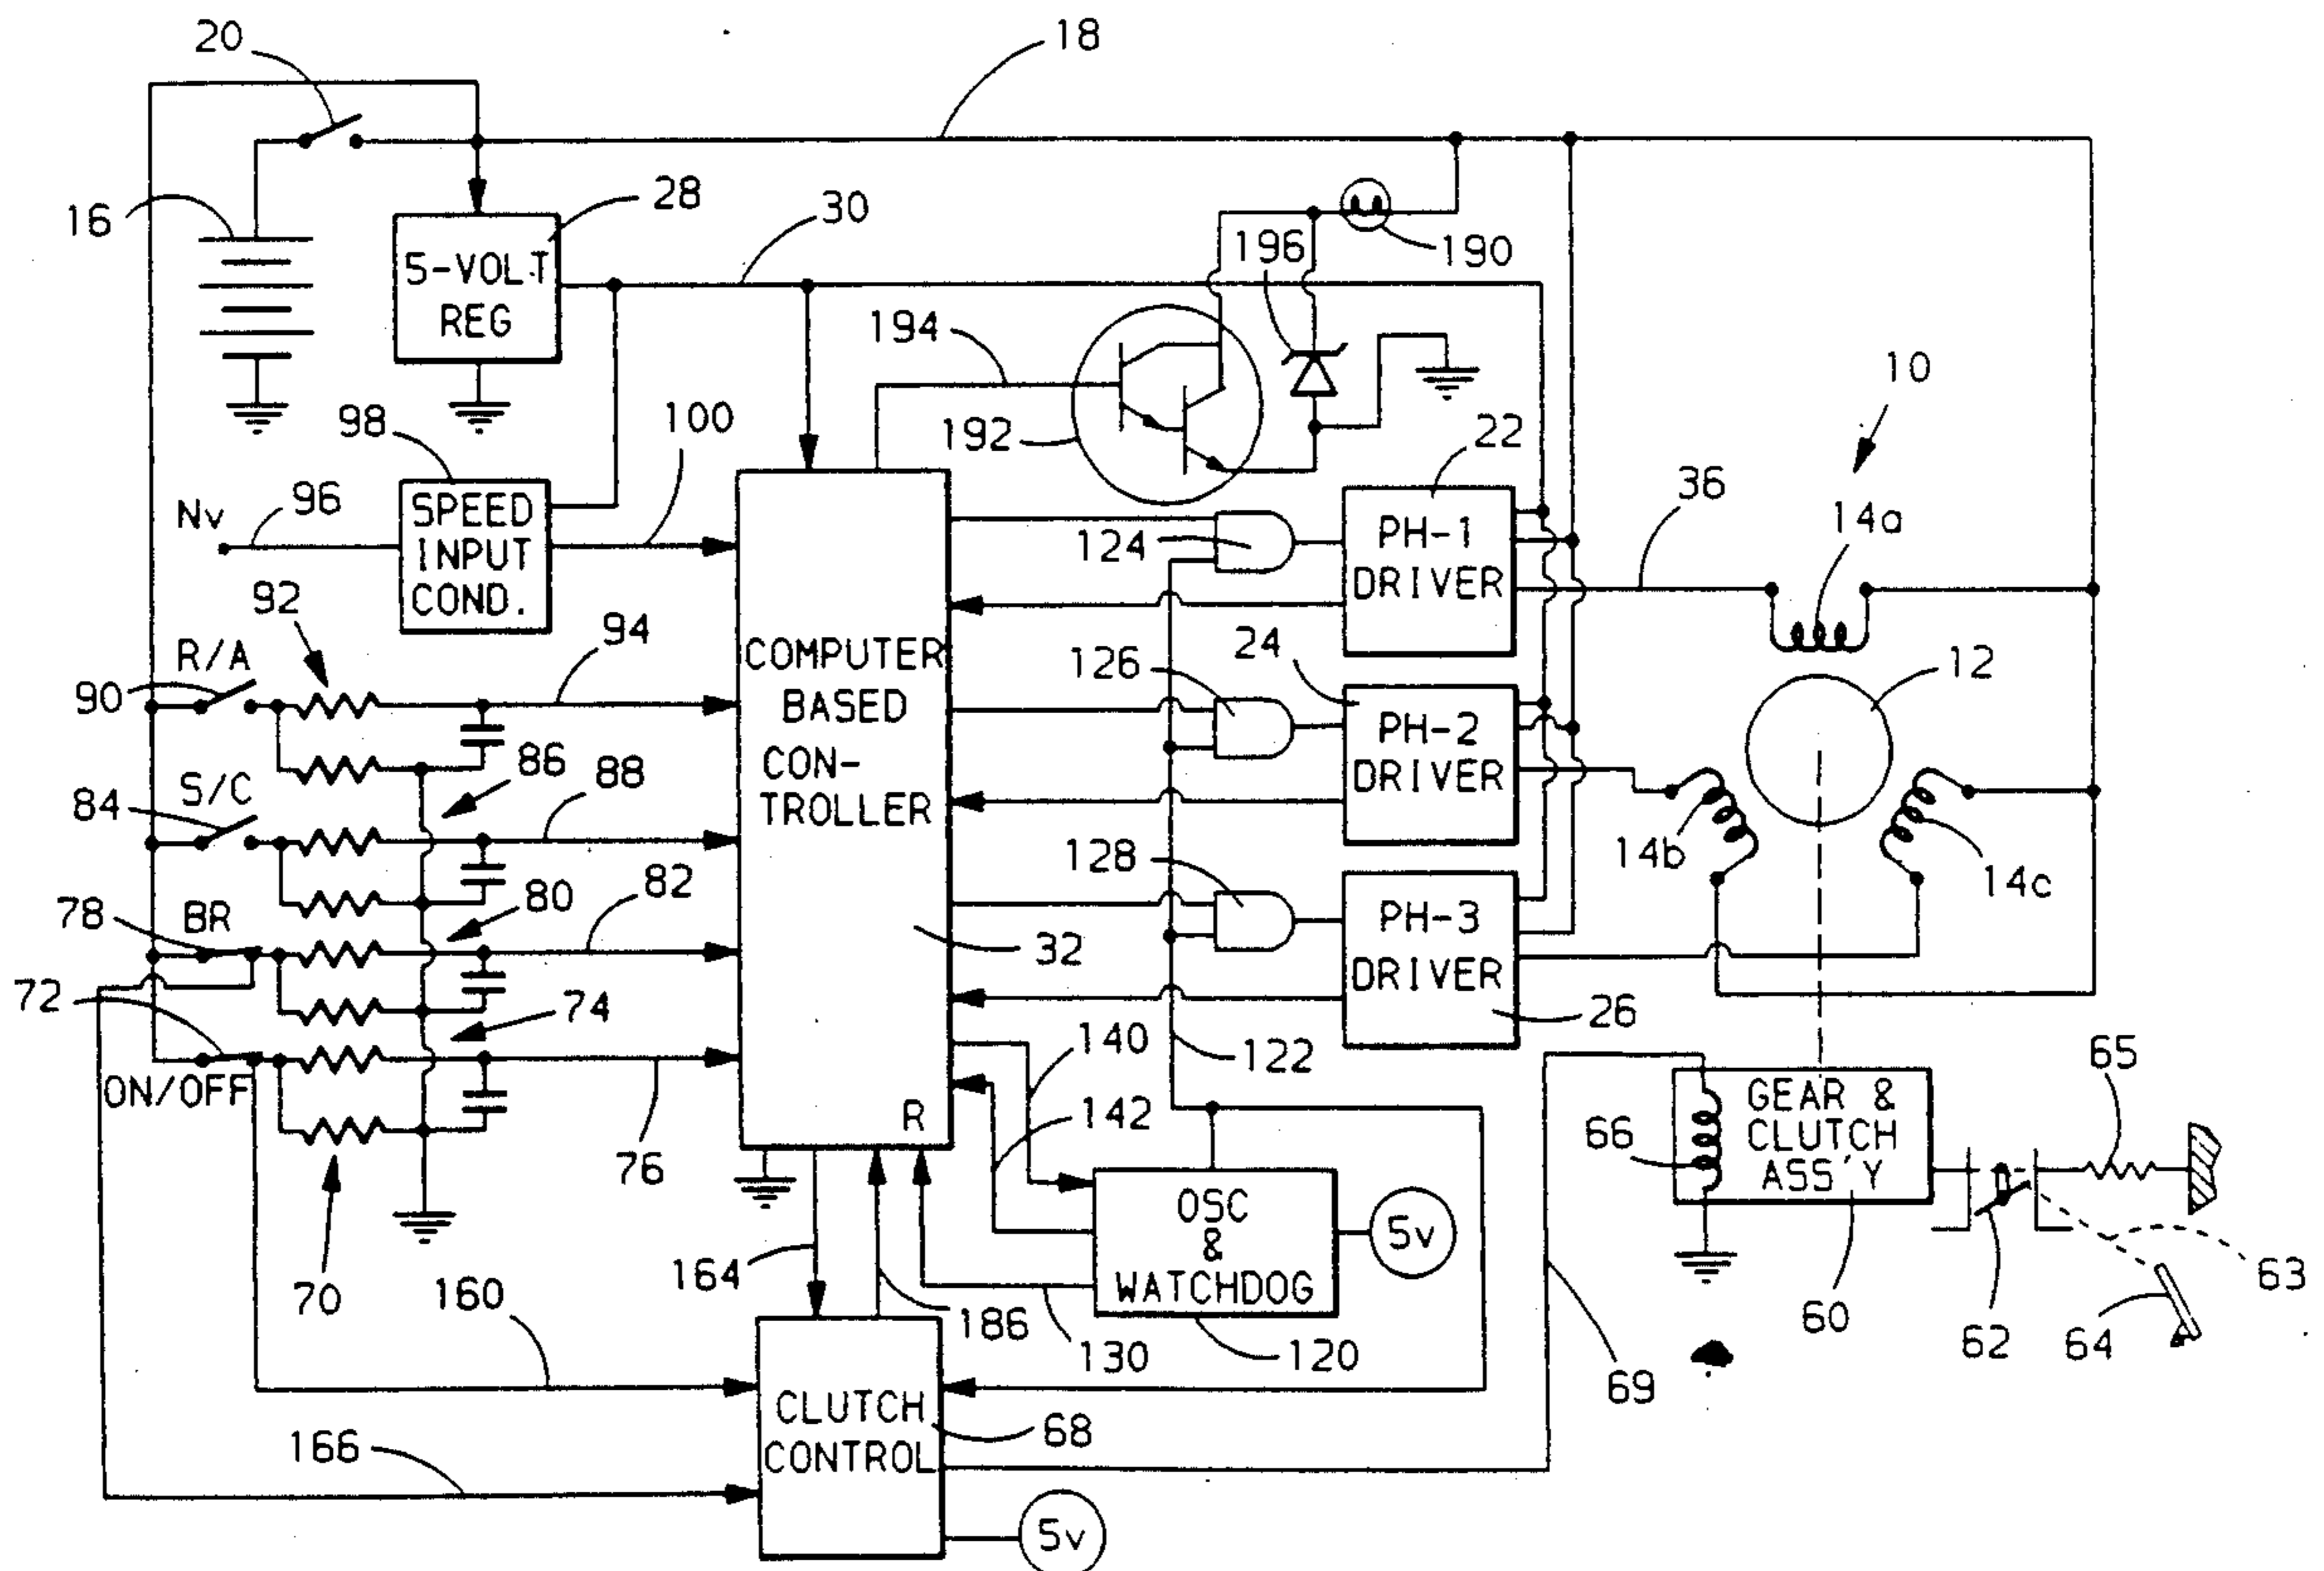 20
18
16
28
30
5-VOLT
REG
196
190
194
10
98
100
192
22
36
Nv
96
SPEED
INPUT
COND.
124
PH-1
DRIVER
14a
92
94
COMPUTER
BASED
CON-
TROLLER
R/A
90
126
24
12
PH-2
DRIVER
86
88
S/C
84
128
14b
14c
82
80
78
BR
32
PH-3
DRIVER
72
74
26
140
122
65
ON/OFF
R
142
GEAR &
CLUTCH
ASS'Y
66
76
OSC
&
WATCHDOG
5v
70
164
160
186
130
120
60
62
63
64
69
CLUTCH
CONTROL
68
166
5v